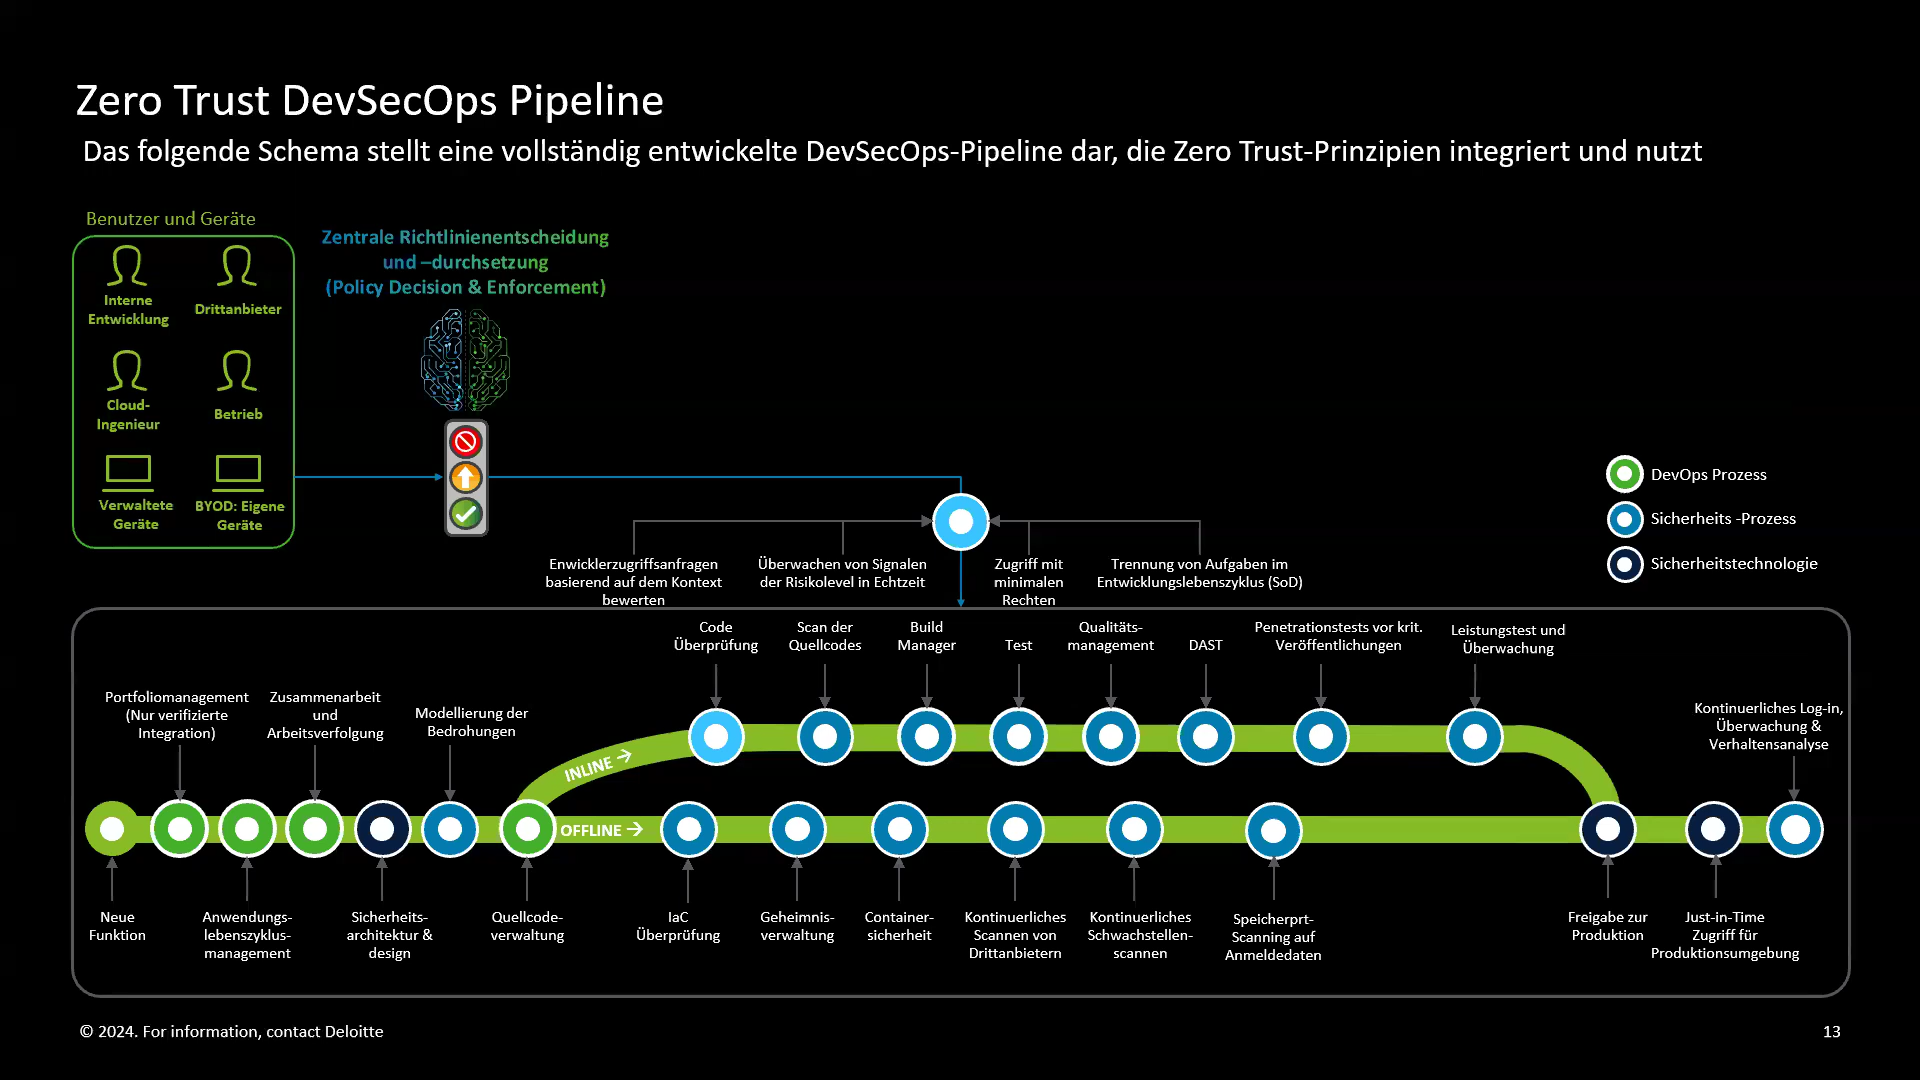 Zero Trust DevSecOps Pipeline
Das folgende Schema stellt eine vollständig entwickelte DevSecOps-Pipeline dar, die Zero Trust-Prinzipien integriert und nutzt
Benutzer und Geräte
Interne
Entwicklung
Drittanbieter
Cloud-
Ingenieur
Betrieb
Verwaltete
Geräte
BYOD: Eigene
Geräte
Zentrale Richtlinienentscheidung
und –durchsetzung
(Policy Decision & Enforcement)
DevOps Prozess
Sicherheits -Prozess
Sicherheitstechnologie
Enwicklerzugriffsanfragen
basierend auf dem Kontext
bewerten
Überwachen von Signalen
der Risikolevel in Echtzeit
Zugriff mit
minimalen
Rechten
Trennung von Aufgaben im
Entwicklungslebenszyklus (SoD)
Code
Überprüfung
Scan der
Quellcodes
Build
Manager
Test
Qualitäts-
management
DAST
Penetrationstests vor krit.
Veröffentlichungen
Leistungstest und
Überwachung
Portfoliomanagement
(Nur verifizierte
Integration)
Zusammenarbeit
und
Arbeitsverfolgung
Modellierung der
Bedrohungen
Kontinuerliches Log-in,
Überwachung &
Verhaltensanalyse
INLINE →
OFFLINE →
Neue
Funktion
Anwendungs-
lebenszyklus-
management
Sicherheits-
architektur &
design
Quellcode-
verwaltung
IaC
Überprüfung
Geheimnis-
verwaltung
Container-
sicherheit
Kontinuerliches
Scannen von
Drittanbietern
Kontinuerliches
Schwachstellen-
scannen
Speicherprt-
Scanning auf
Anmeldedaten
Freigabe zur
Produktion
Just-in-Time
Zugriff für
Produktionsumgebung
© 2024. For information, contact Deloitte
13